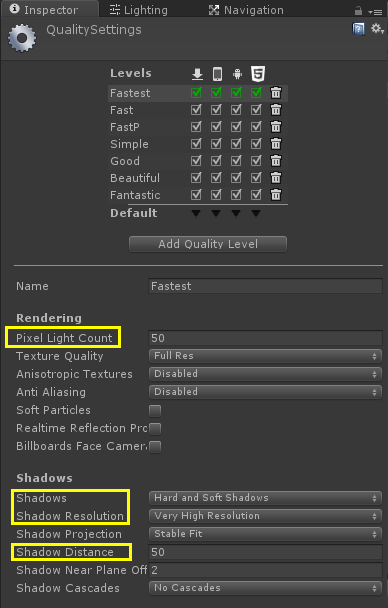 Inspector Lighting Navigation
QualitySettings
Levels
5
Fastest
Fast
FastP
Simple
Good
Beautiful
Fantastic
Default
Add Quality Level
Name Fastest
Rendering
Pixel Light Count 50
Texture Quality Full Res
Anisotropic Textures Disabled
Anti Aliasing Disabled
Soft Particles
Realtime Reflection Pro
Billboards Face Camera
Shadows
Shadows Hard and Soft Shadows
Shadow Resolution Very High Resolution
Shadow Projection Stable Fit
Shadow Distance 50
Shadow Near Plane Off 2
Shadow Cascades No Cascades